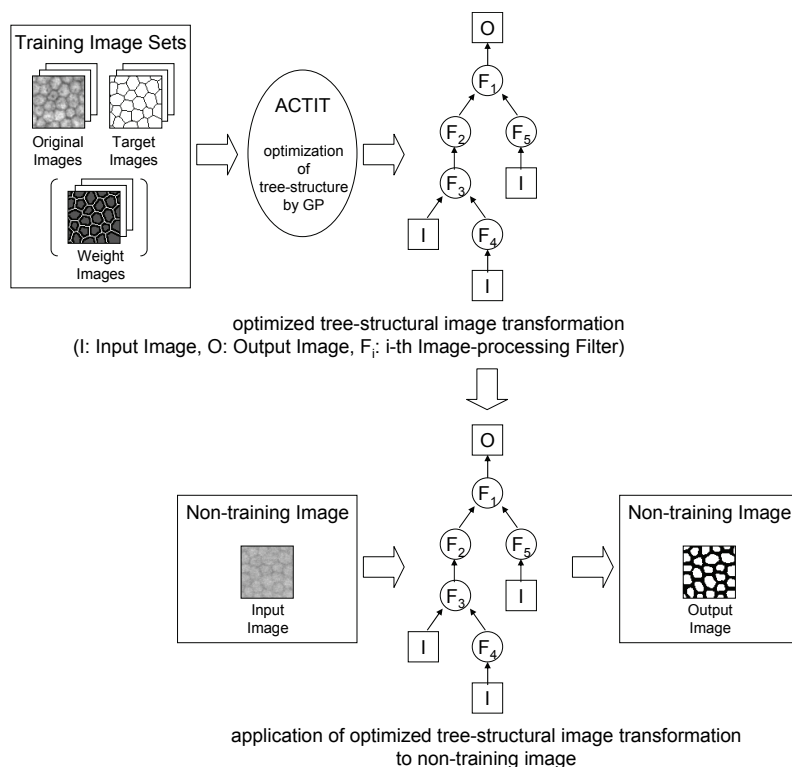 Training Image Sets
Original
Images
Target
Images
Weight
Images
ACTIT
optimization
of
tree-structure
by GP
O
F1
F2
F5
F3
I
I
F4
I
optimized tree-structural image transformation
(I: Input Image, O: Output Image, Fi: i-th Image-processing Filter)
Non-training Image
Input
Image
O
F1
F2
F5
F3
I
I
F4
I
Non-training Image
Output
Image
application of optimized tree-structural image transformation
to non-training image